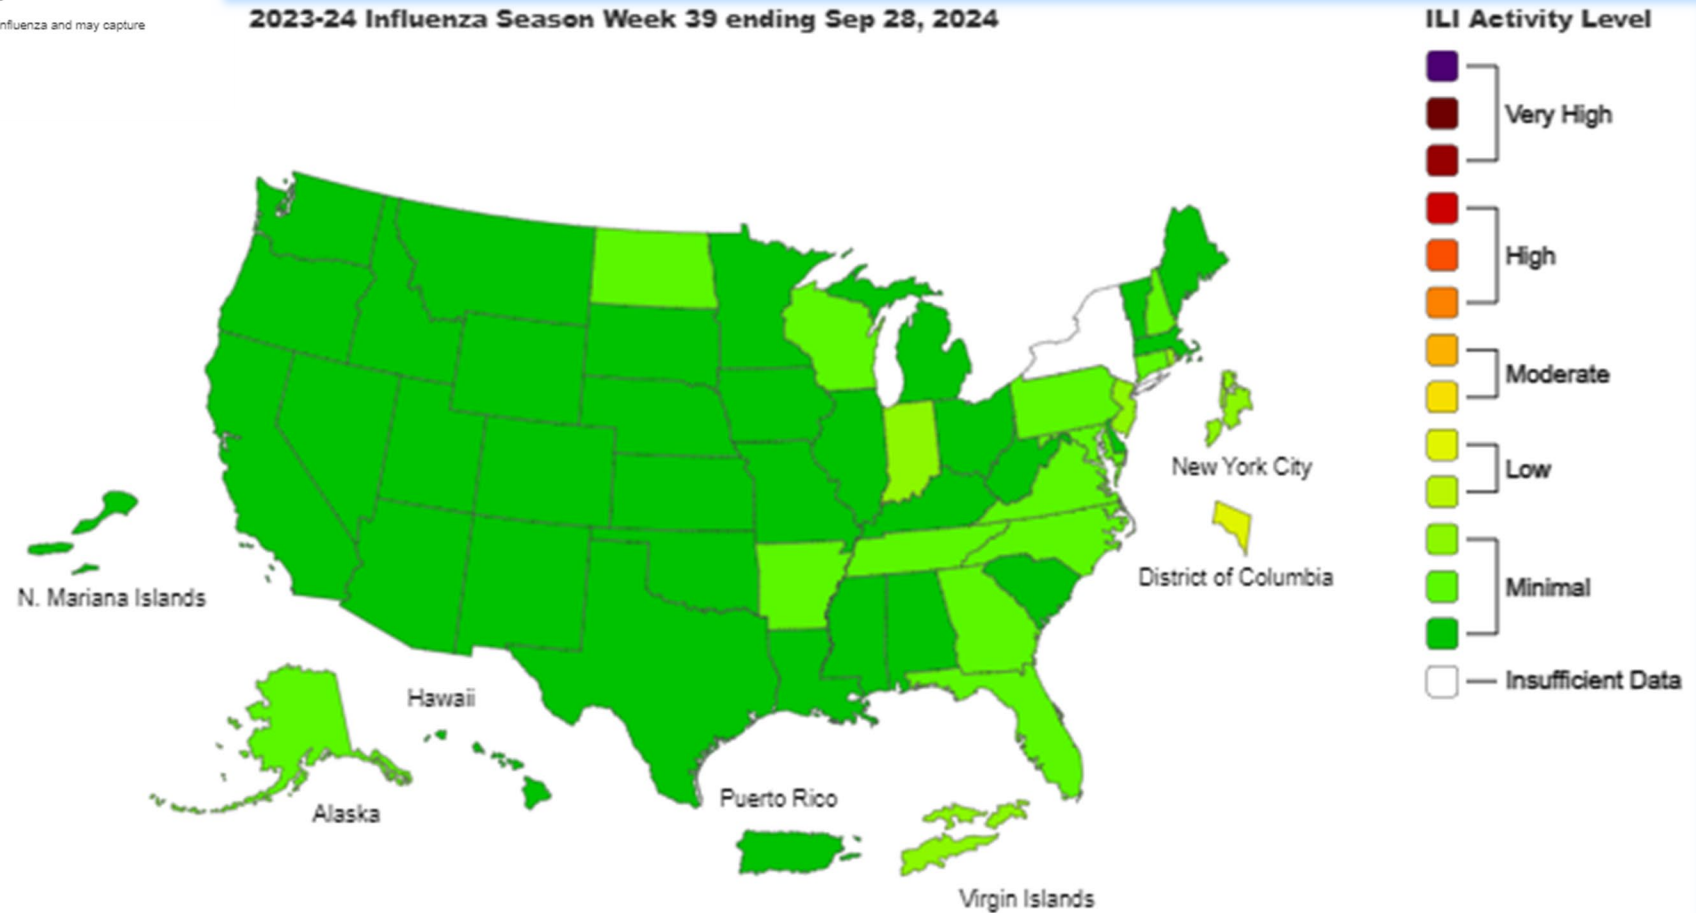 2023-24 Influenza Season Week 39 ending Sep 28, 2024
nfluenza and may capture
ILI Activity Level
Very High
High
Moderate
Low
Minimal
Insufficient Data
New York City
District of Columbia
N. Mariana Islands
Hawaii
Alaska
Puerto Rico
Virgin Islands